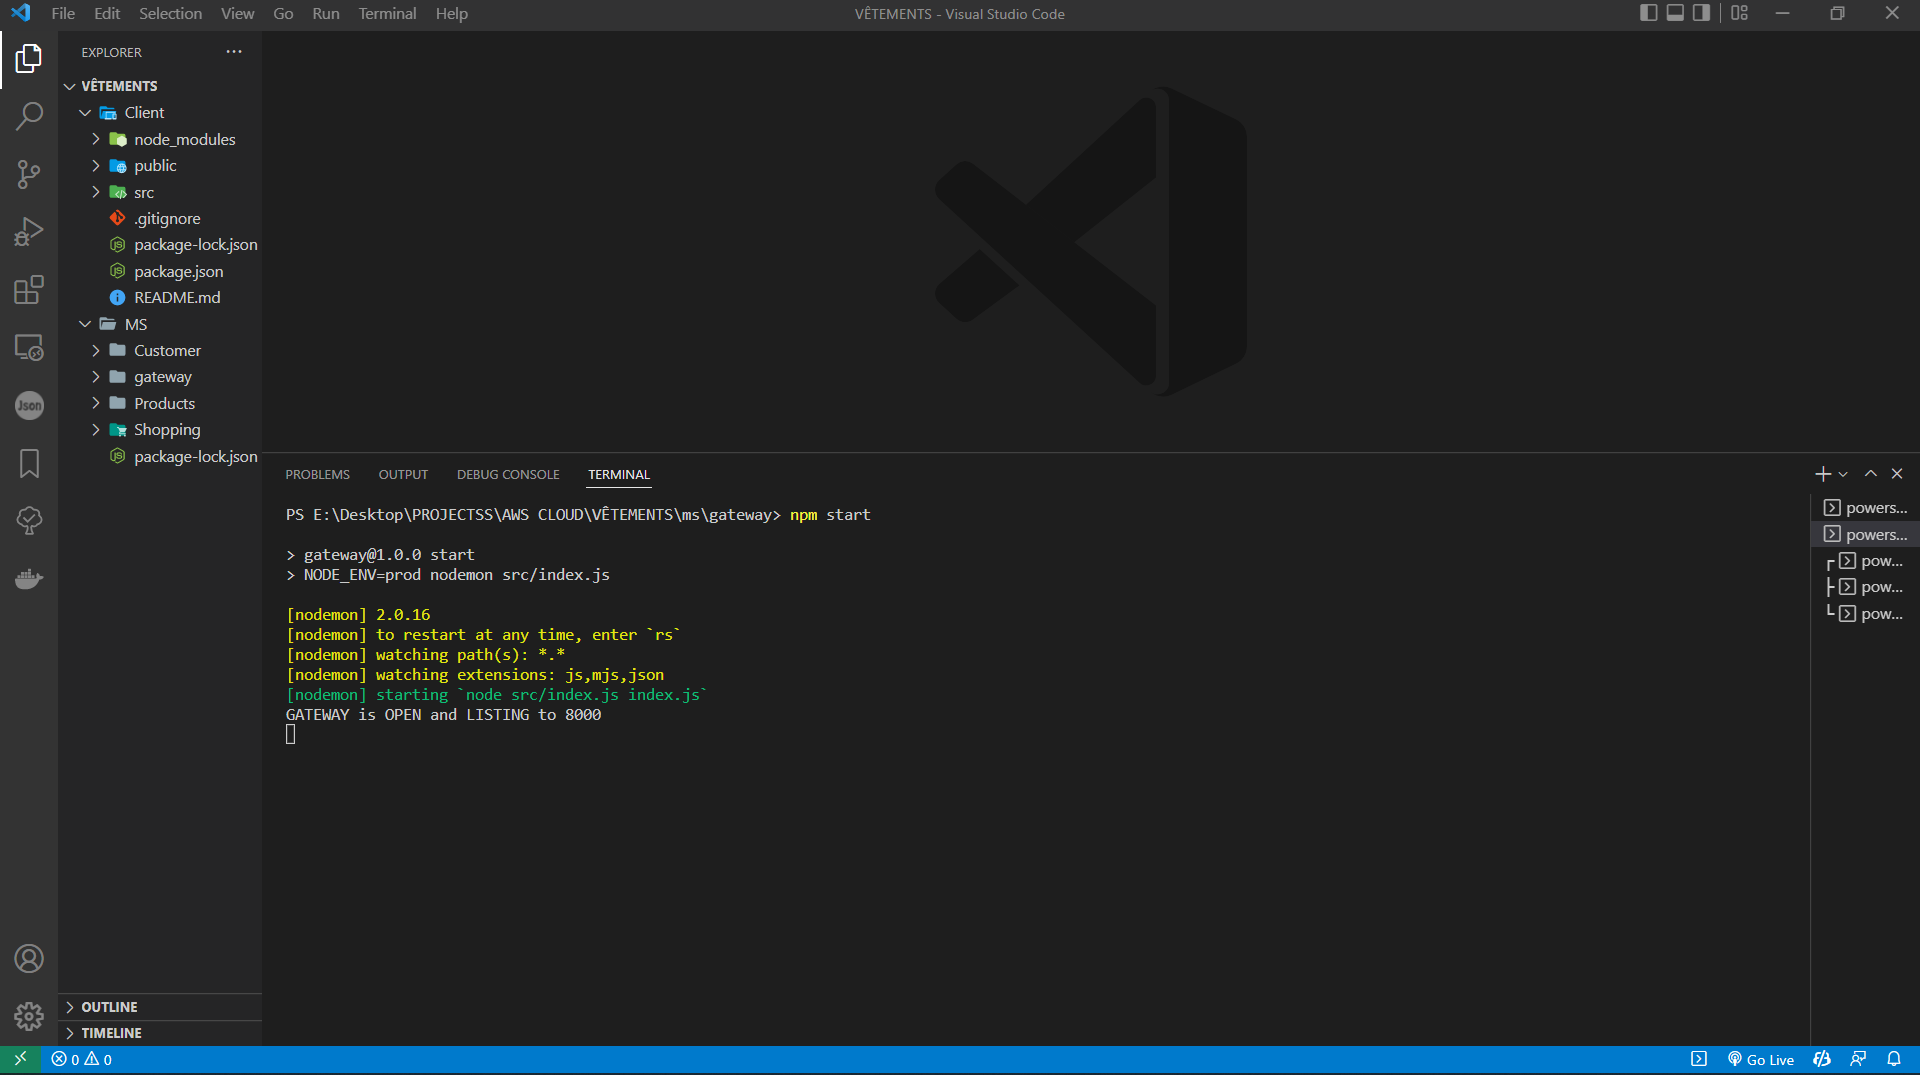 File Edit Selection View Go Run Terminal Help
VÊTEMENTS - Visual Studio Code
EXPLORER
VÊTEMENTS
Client
node_modules
public
src
.gitignore
package-lock.json
package.json
README.md
MS
Customer
gateway
Products
Shopping
package-lock.json
Json
OUTLINE
TIMELINE
PROBLEMS OUTPUT DEBUG CONSOLE TERMINAL
PS E:\Desktop\PROJECTSS\AWS CLOUD\VÊTEMENTS\ms\gateway> npm start
> gateway@1.0.0 start
> NODE_ENV=prod nodemon src/index.js
[nodemon] 2.0.16
[nodemon] to restart at any time, enter `rs`
[nodemon] watching path(s): *.*
[nodemon] watching extensions: js,mjs,json
[nodemon] starting `node src/index.js index.js`
GATEWAY is OPEN and LISTING to 8000
powers...
powers...
pow...
pow...
pow...
0 0
Go Live